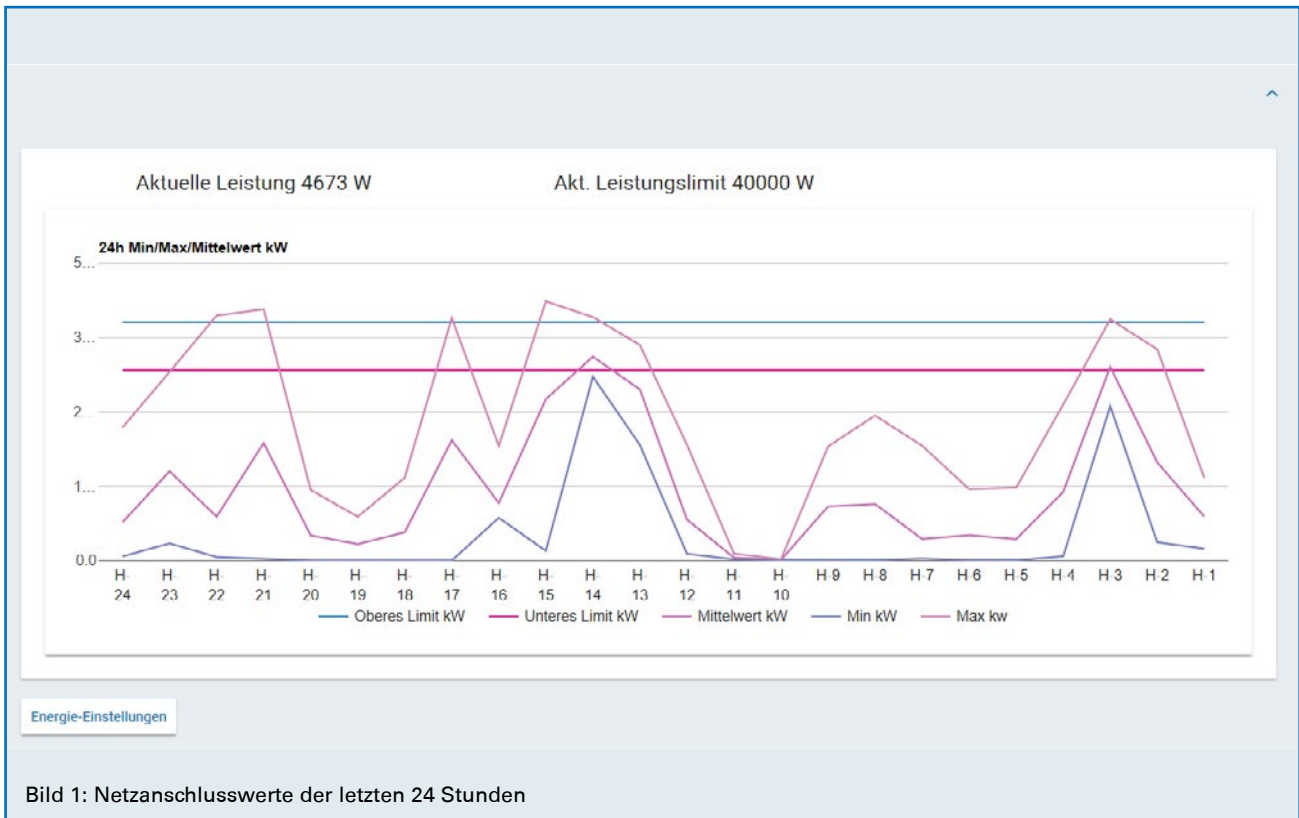 Aktuelle Leistung 4673 W Akt. Leistungslimit 40000 W
24h Min/Max/Mittelwert kW
5...
3...
2...
1...
0.0
H- H- H- H- H- H- H- H- H- H- H- H- H- H- H-
24 23 22 21 20 19 18 17 16 15 14 13 12 11 10 H-9 H-8 H-7 H-6 H-5 H-4 H-3 H-2 H-1
Oberes Limit kW Unteres Limit kW Mittelwert kW Min kW Max kw
Energie-Einstellungen
Bild 1: Netzanschlusswerte der letzten 24 Stunden